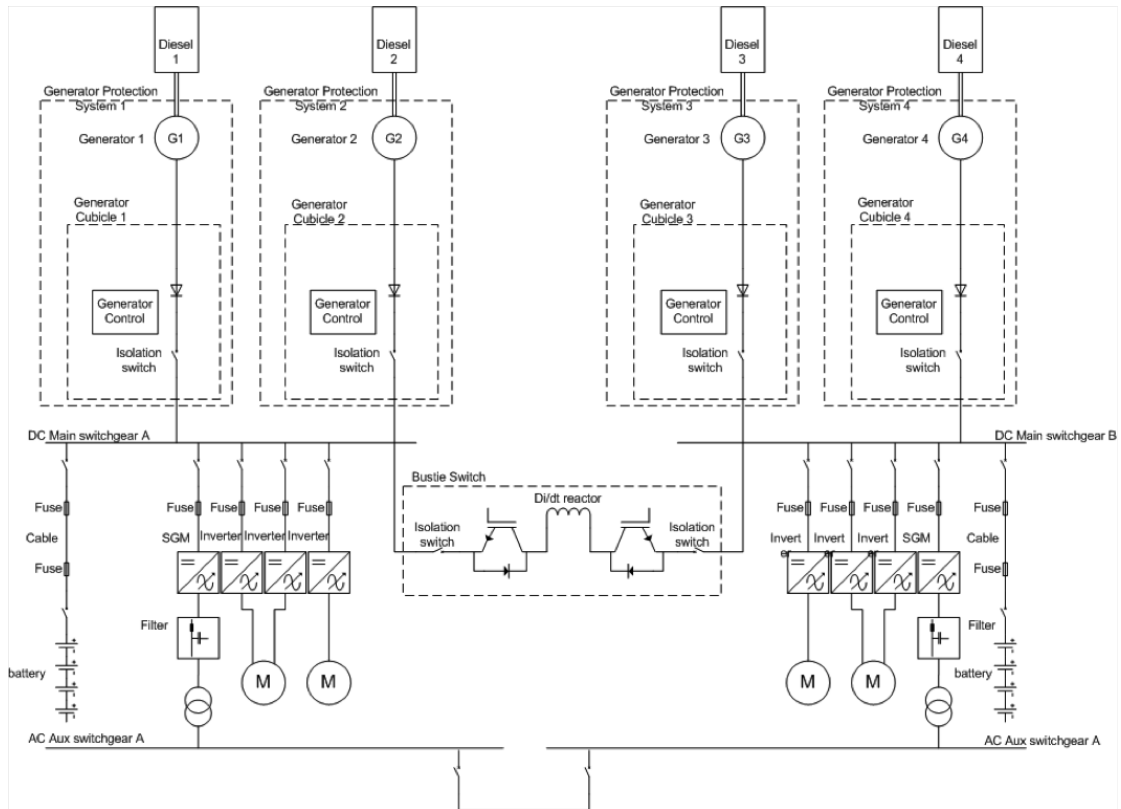 Diesel
1
Diesel
2
Diesel
3
Diesel
4
Generator Protection
System 1
Generator Protection
System 2
Generator Protection
System 3
Generator Protection
System 4
Generator 1
G1
Generator 2
G2
Generator 3
G3
Generator 4
G4
Generator
Cubicle 1
Generator
Cubicle 2
Generator
Cubicle 3
Generator
Cubicle 4
Generator
Control
Generator
Control
Generator
Control
Generator
Control
Isolation
switch
Isolation
switch
Isolation
switch
Isolation
switch
DC Main switchgear A
DC Main switchgear B
Bustie Switch
Di/dt reactor
Isolation
switch
Isolation
switch
Fuse
Fuse
Fuse
Fuse
Fuse
Fuse
Fuse
Fuse
Fuse
Fuse
Cable
SGM
Inverter
Inverter
Inverter
Invert
er
Invert
er
Invert
er
SGM
Cable
Fuse
Fuse
Filter
Filter
battery
M
M
M
M
battery
AC Aux switchgear A
AC Aux switchgear A